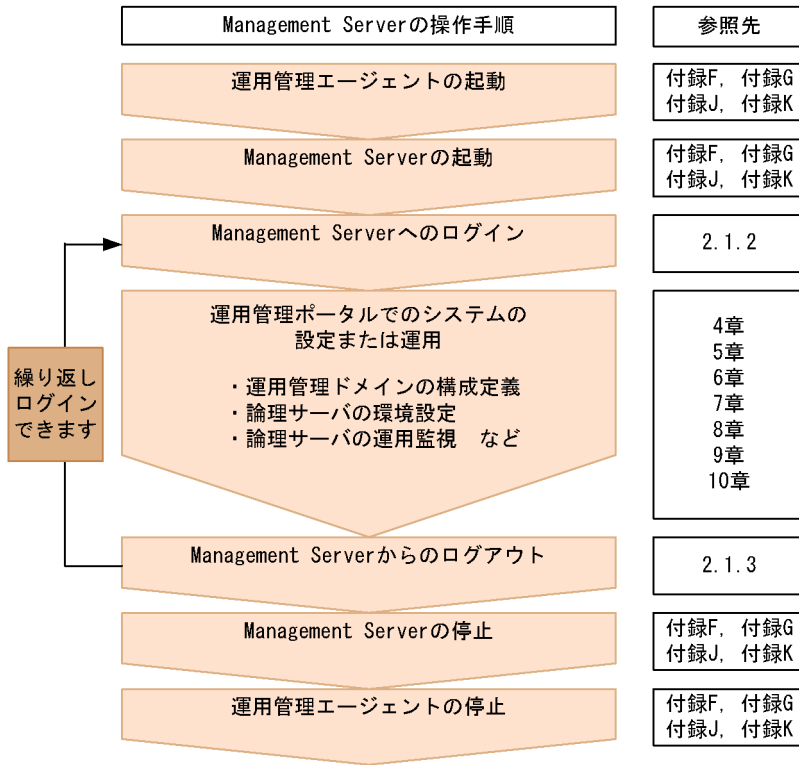 Management Serverの操作手順
参照先
運用管理エージェントの起動
付録F, 付録G
付録J, 付録K
Management Serverの起動
付録F, 付録G
付録J, 付録K
Management Serverへのログイン
2.1.2
運用管理ポータルでのシステムの
設定または運用
・運用管理ドメインの構成定義
・論理サーバの環境設定
・論理サーバの運用監視 など
4章
5章
6章
7章
8章
9章
10章
繰り返し
ログイン
できます
Management Serverからのログアウト
2.1.3
Management Serverの停止
付録F, 付録G
付録J, 付録K
運用管理エージェントの停止
付録F, 付録G
付録J, 付録K